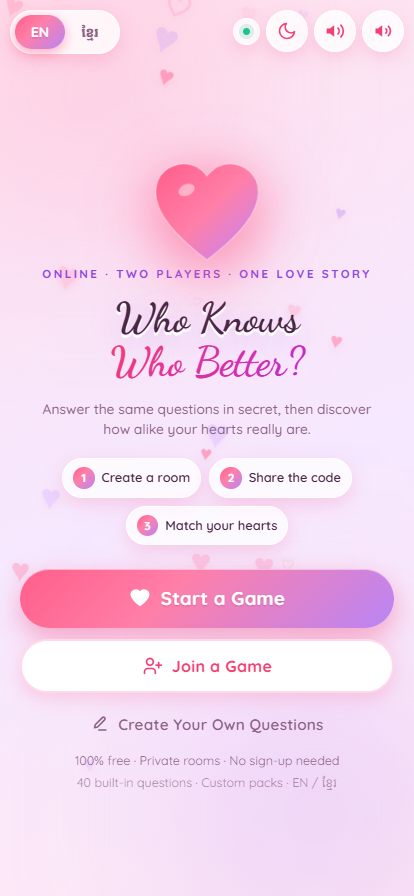 EN ខ្មែរ
ONLINE · TWO PLAYERS · ONE LOVE STORY
Who Knows
Who Better?
Answer the same questions in secret, then discover
how alike your hearts really are.
1 Create a room
2 Share the code
3 Match your hearts
Start a Game
Join a Game
Create Your Own Questions
100% free · Private rooms · No sign-up needed
40 built-in questions · Custom packs · EN / ខ្មែរ